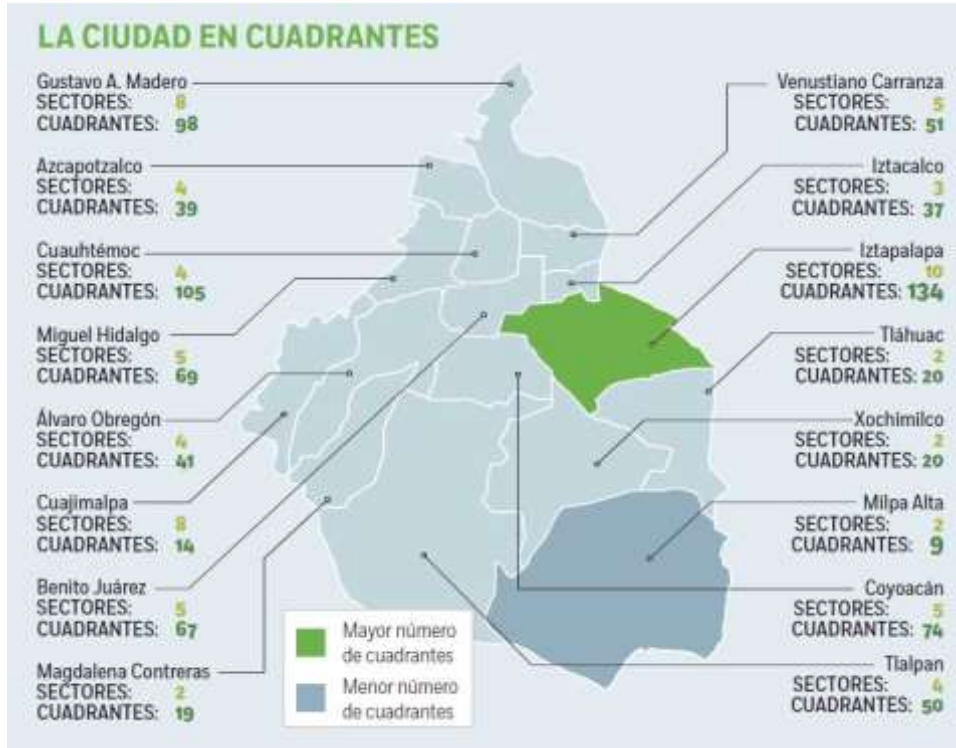 LA CIUDAD EN CUADRANTES
Gustavo A. Madero
SECTORES: 8
CUADRANTES: 98
Azcapotzalco
SECTORES: 4
CUADRANTES: 39
Cuauhtémoc
SECTORES: 4
CUADRANTES: 105
Miguel Hidalgo
SECTORES: 5
CUADRANTES: 69
Álvaro Obregón
SECTORES: 4
CUADRANTES: 41
Cuajimalpa
SECTORES: 8
CUADRANTES: 14
Benito Juárez
SECTORES: 5
CUADRANTES: 67
Magdalena Contreras
SECTORES: 2
CUADRANTES: 19
Mayor número
de cuadrantes
Menor número
de cuadrantes
Venustiano Carranza
SECTORES: 5
CUADRANTES: 51
Iztacalco
SECTORES: 3
CUADRANTES: 37
Iztapalapa
SECTORES: 10
CUADRANTES: 134
Tláhuac
SECTORES: 2
CUADRANTES: 20
Xochimilco
SECTORES: 2
CUADRANTES: 20
Milpa Alta
SECTORES: 2
CUADRANTES: 9
Coyoacán
SECTORES: 5
CUADRANTES: 74
Tlalpan
SECTORES: 4
CUADRANTES: 50